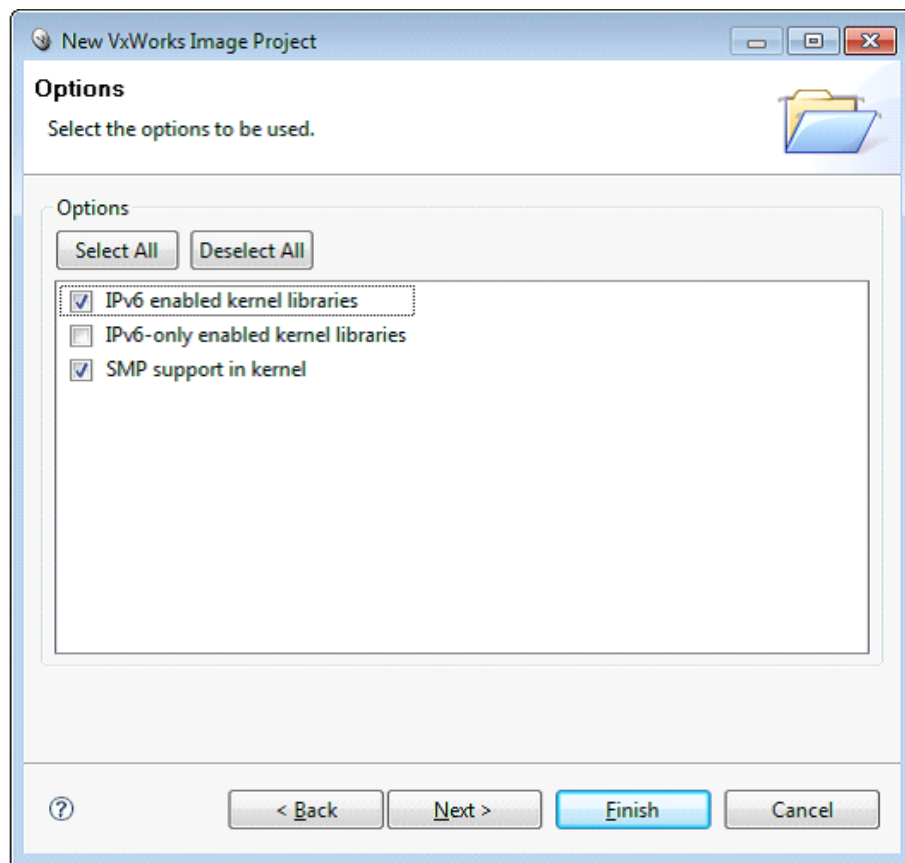 New VxWorks Image Project
Options
Select the options to be used.
Options
Select All Deselect All
IPv6 enabled kernel libraries
IPv6-only enabled kernel libraries
SMP support in kernel
? < Back Next > Finish Cancel